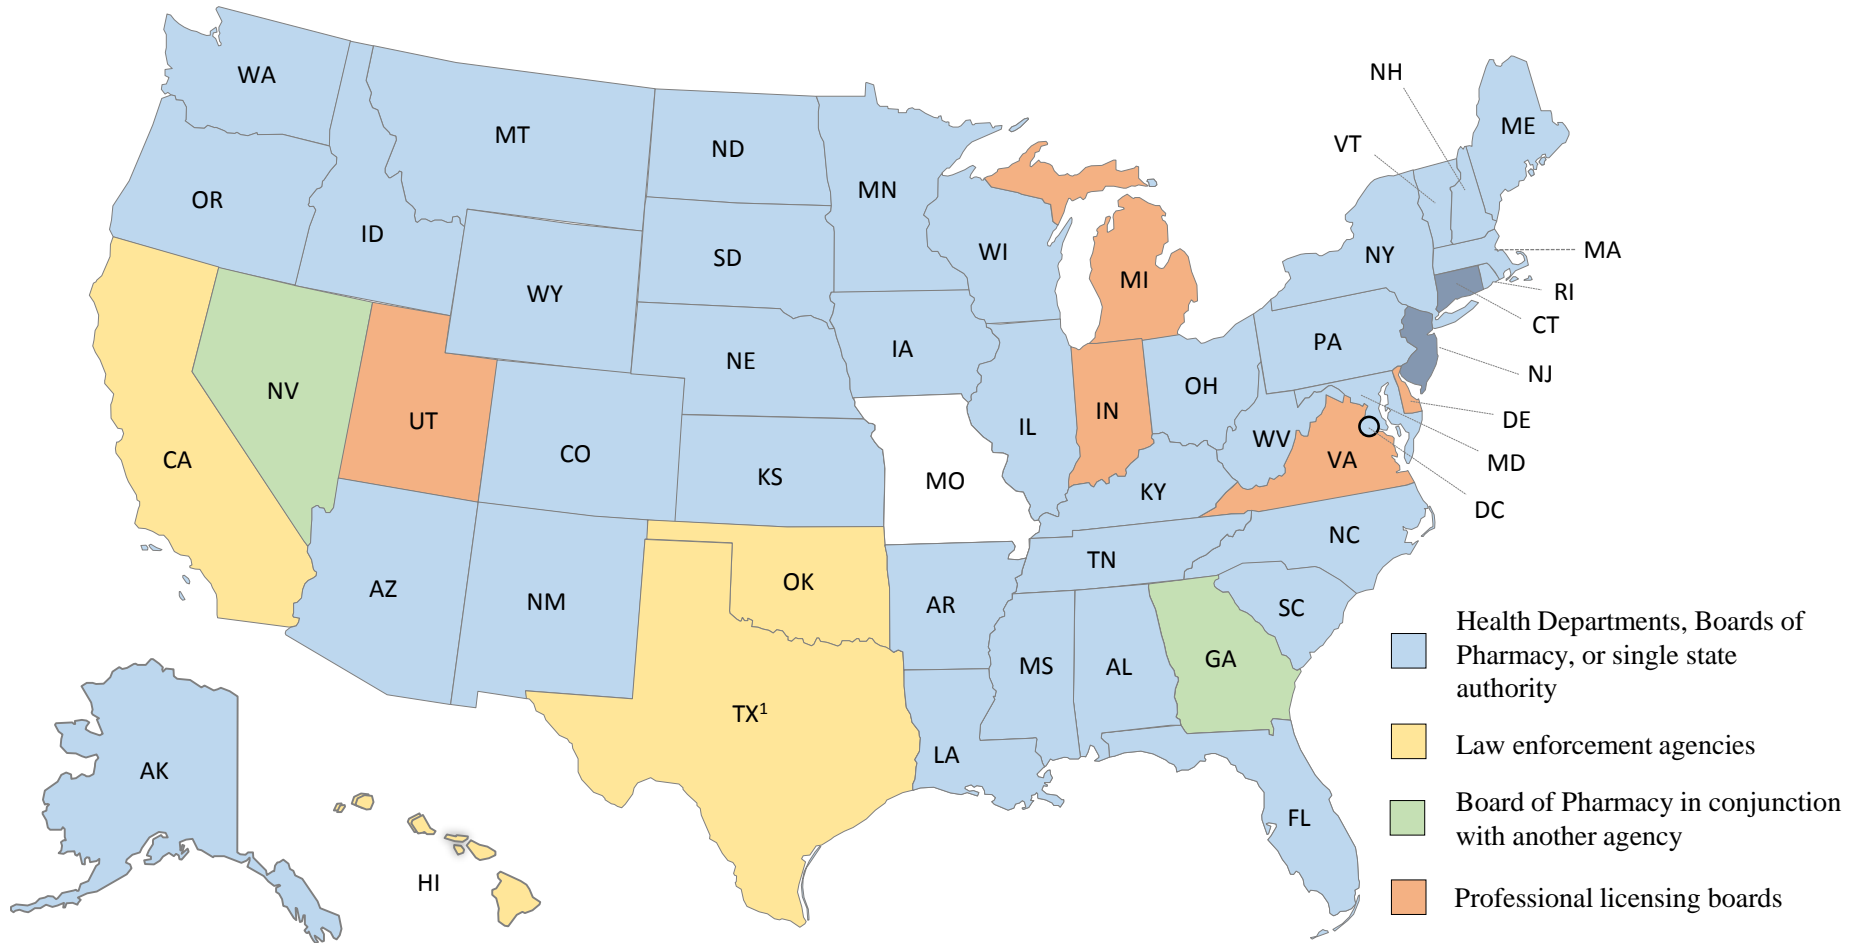 WA
NH
ME
MT
VT
ND
MN
OR
ID
WI
NY
MA
SD
MI
RI
WY
CT
PA
IA
NE
NJ
OH
NV
IN
UT
DE
IL
WV
CO
VA
CA
MD
KS
MO
KY
DC
NC
TN
OK
AZ
NM
AR
SC
GA
MS
AL
TX¹
LA
AK
FL
HI
Health Departments, Boards of
Pharmacy, or single state
authority
Law enforcement agencies
Board of Pharmacy in conjunction
with another agency
Professional licensing boards